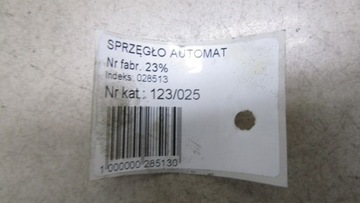 SPRZĘGŁO AUTOMAT
Nr fabr. 23%
Indeks: 028513
Nr kat.: 123/025
1 000000 285130